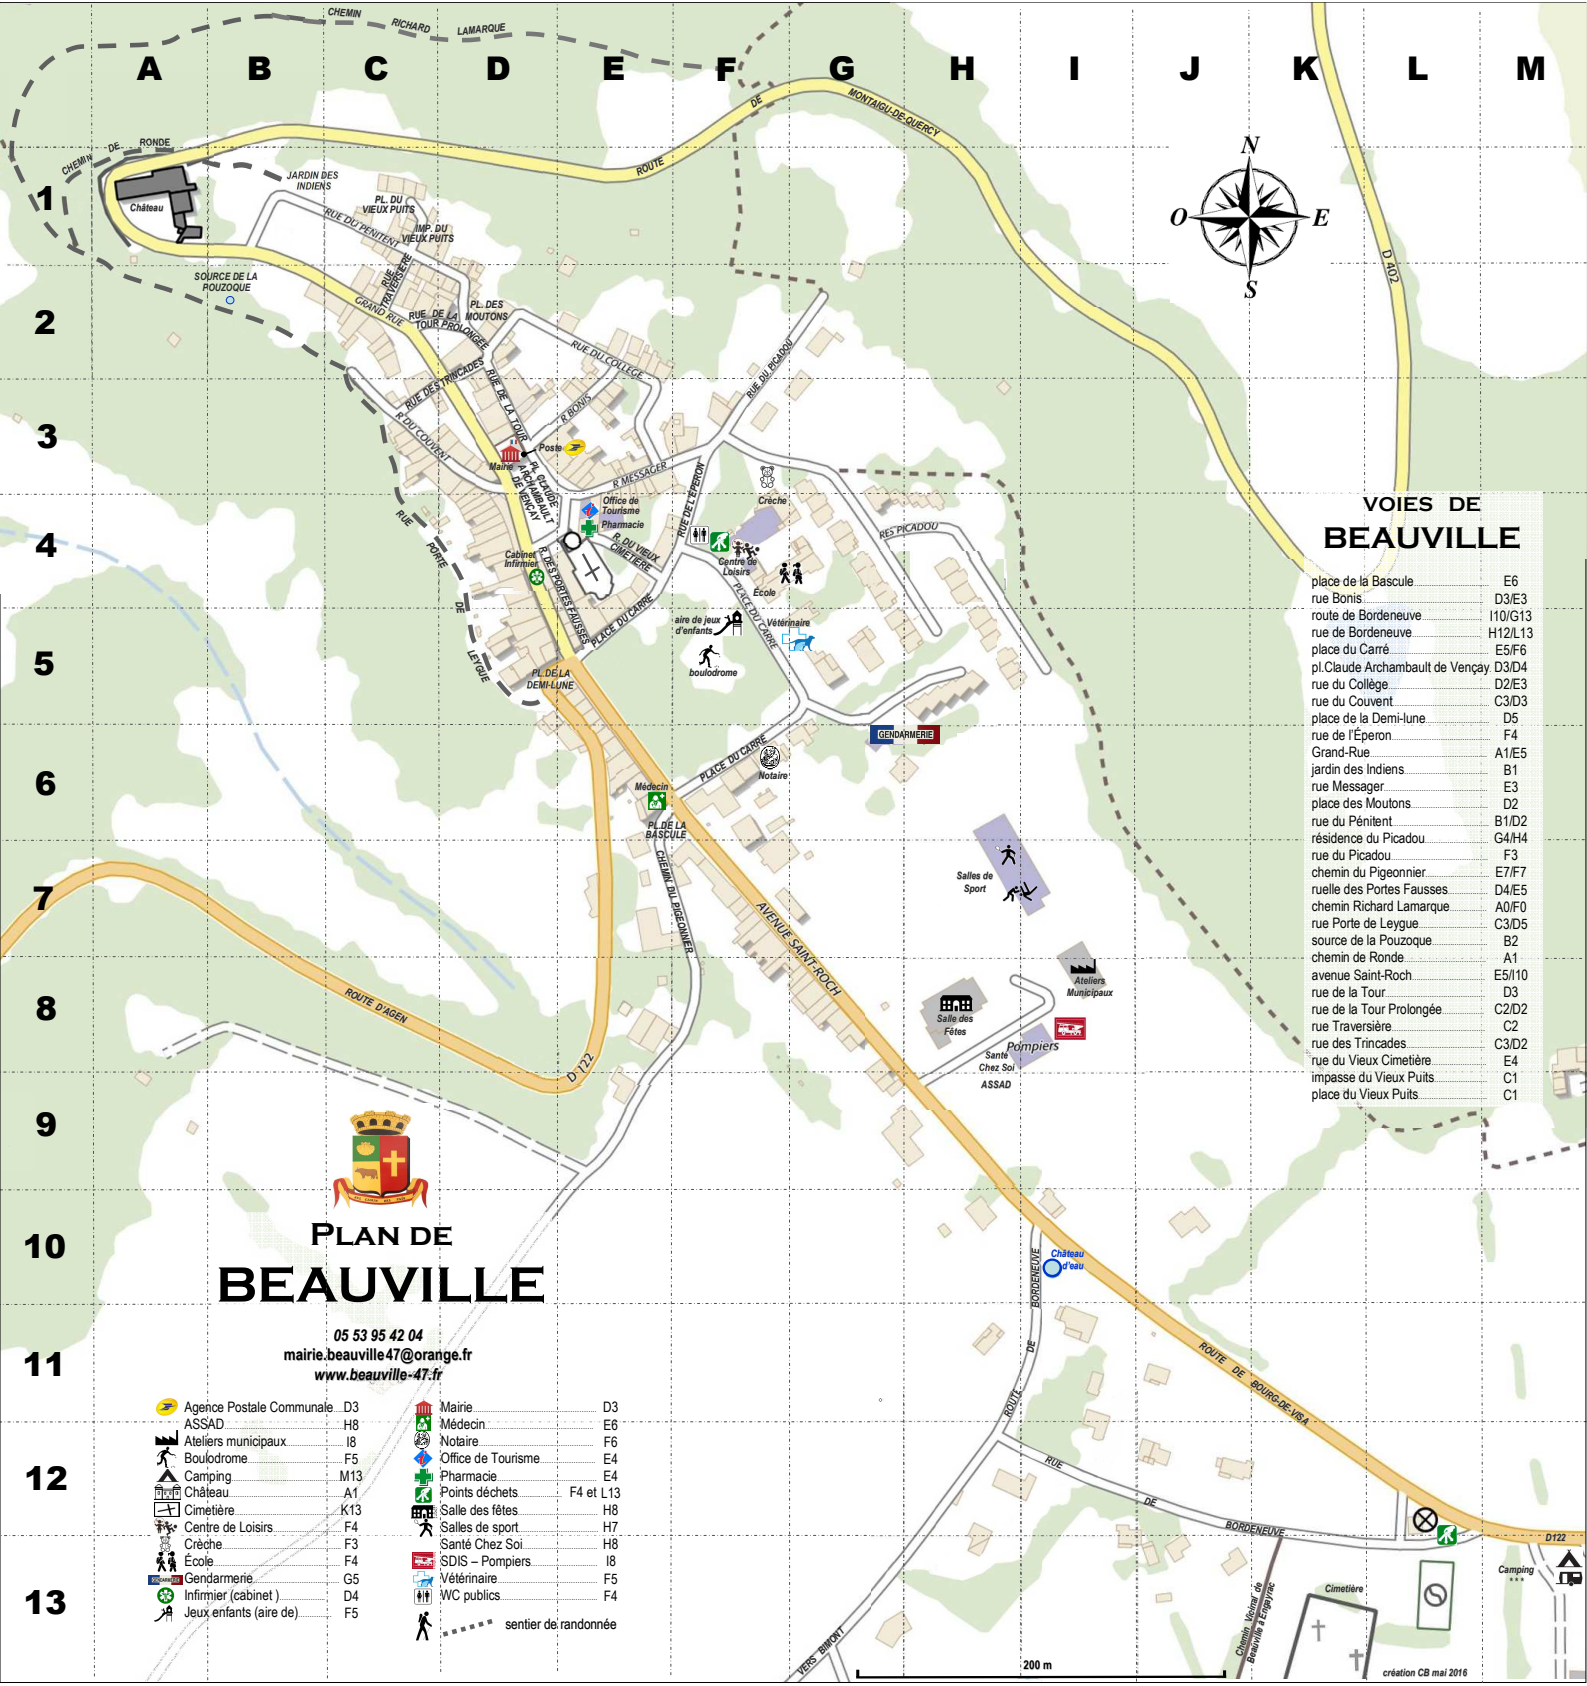 CHEMIN RICHARD LAMARQUE
A B C D E F G H I J K L M
1
2
3
4
5
6
7
8
9
10
11
12
13
CHEMIN DE RONDE
ROUTE DE MONTAIGU-DE-QUERCY
N
O E
S
D 402
Château
JARDIN DES
INDIENS
PL. DU
VIEUX PUITS
IMP. DU
VIEUX PUITS
RUE DU PENITENT
RUE
TRAVERSIERE
SOURCE DE LA
POUZOQUE
GRAND RUE
RUE DE LA
TOUR PROLONGÉE
PL. DES
MOUTONS
RUE DU COLLEGE
RUE DU PICADOU
RUE DES TRINCADES
RUE DE LA TOUR
R BONIS
R DU COUVENT
Poste
Mairie
PL. CLAUDE
ARCHAMBAULT
DE VENÇAY
R MESSAGER
RUE DE L'ÉPERON
Crèche
Office de
Tourisme
Pharmacie
R. DU VIEUX
CIMETIÈRE
Cabinet
Infirmier
R. DES PORTES FAUSSES
RUE PORTE DE LEYGUE
Centre de
Loisirs
École
RES PICADOU
PLACE DU CARRE
PLACE DU CARRE
aire de jeux
d'enfants
Vétérinaire
boulodrome
PL.DE LA
DEMI-LUNE
GENDARMERIE
PLACE DU CARRE
Notaire
Médecin
PL.DE LA
BASCULE
CHEMIN DU PIGEONNIER
AVENUE SAINT-ROCH
Salles de
Sport
Ateliers
Municipaux
Salle des
Fêtes
Pompiers
Santé
Chez Soi
ASSAD
ROUTE D'AGEN
D 122
VOIES DE
BEAUVILLE
place de la Bascule E6
rue Bonis D3/E3
route de Bordeneuve I10/G13
rue de Bordeneuve H12/L13
place du Carré E5/F6
pl.Claude Archambault de Vençay D3/D4
rue du Collège D2/E3
rue du Couvent C3/D3
place de la Demi-lune D5
rue de l'Éperon F4
Grand-Rue A1/E5
jardin des Indiens B1
rue Messager E3
place des Moutons D2
rue du Pénitent B1/D2
résidence du Picadou G4/H4
rue du Picadou F3
chemin du Pigeonnier E7/F7
ruelle des Portes Fausses D4/E5
chemin Richard Lamarque A0/F0
rue Porte de Leygue C3/D5
source de la Pouzoque B2
chemin de Ronde A1
avenue Saint-Roch E5/I10
rue de la Tour D3
rue de la Tour Prolongée C2/D2
rue Traversière C2
rue des Trincades C3/D2
rue du Vieux Cimetière E4
impasse du Vieux Puits C1
place du Vieux Puits C1
PLAN DE
BEAUVILLE
05 53 95 42 04
mairie.beauville47@orange.fr
www.beauville-47.fr
Agence Postale Communale D3
ASSAD H8
Ateliers municipaux I8
Boulodrome F5
Camping M13
Château A1
Cimetière K13
Centre de Loisirs F4
Crèche F3
École F4
Gendarmerie G5
Infirmier (cabinet ) D4
Jeux enfants (aire de) F5
Mairie D3
Médecin E6
Notaire F6
Office de Tourisme E4
Pharmacie E4
Points déchets F4 et L13
Salle des fêtes H8
Salles de sport H7
Santé Chez Soi H8
SDIS – Pompiers I8
Vétérinaire F5
WC publics F4
sentier de randonnée
Château
d'eau
ROUTE DE BORDENEUVE
ROUTE DE BOURG-DE-VISA
RUE DE BORDENEUVE
D122
Camping
Cimetière
Chemin Vicinal de
Beauville à Engayrac
VERS BIMONT
200 m
création CB mai 2016